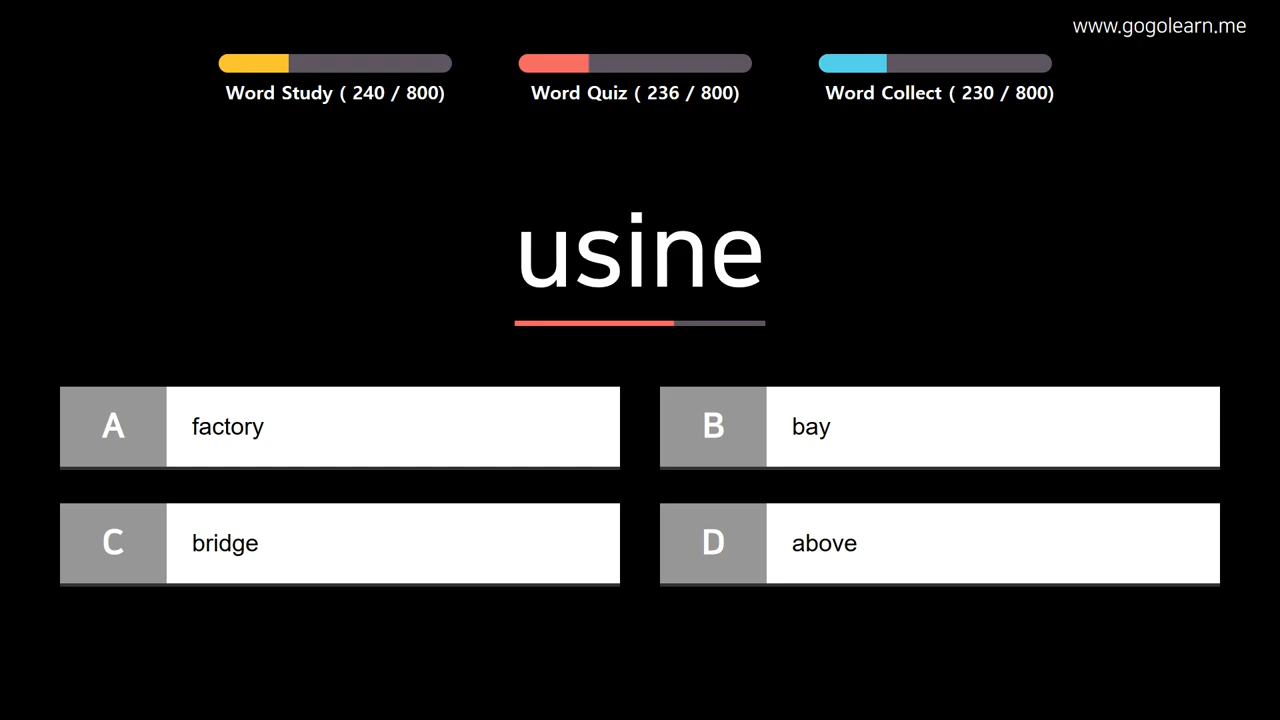 www.gogolearn.me
Word Study ( 240 / 800)
Word Quiz ( 236 / 800)
Word Collect ( 230 / 800)
usine
A factory
B bay
C bridge
D above